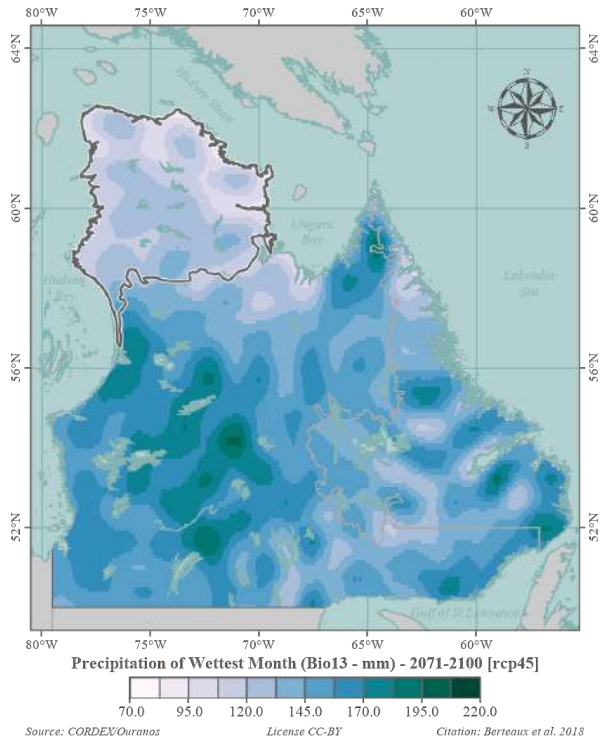 80°W 75°W 70°W 65°W 60°W
64°N 64°N
Hudson Strait
N
W E
S
60°N 60°N
Ungava
Bay
Hudson
Bay
Labrador
Sea
56°N 56°N
52°N 52°N
Gulf of St Lawrence
80°W 75°W 70°W 65°W 60°W
Precipitation of Wettest Month (Bio13 - mm) - 2071-2100 [rcp45]
70.0 95.0 120.0 145.0 170.0 195.0 220.0
Source: CORDEX/Ouranos License CC-BY Citation: Berteaux et al. 2018